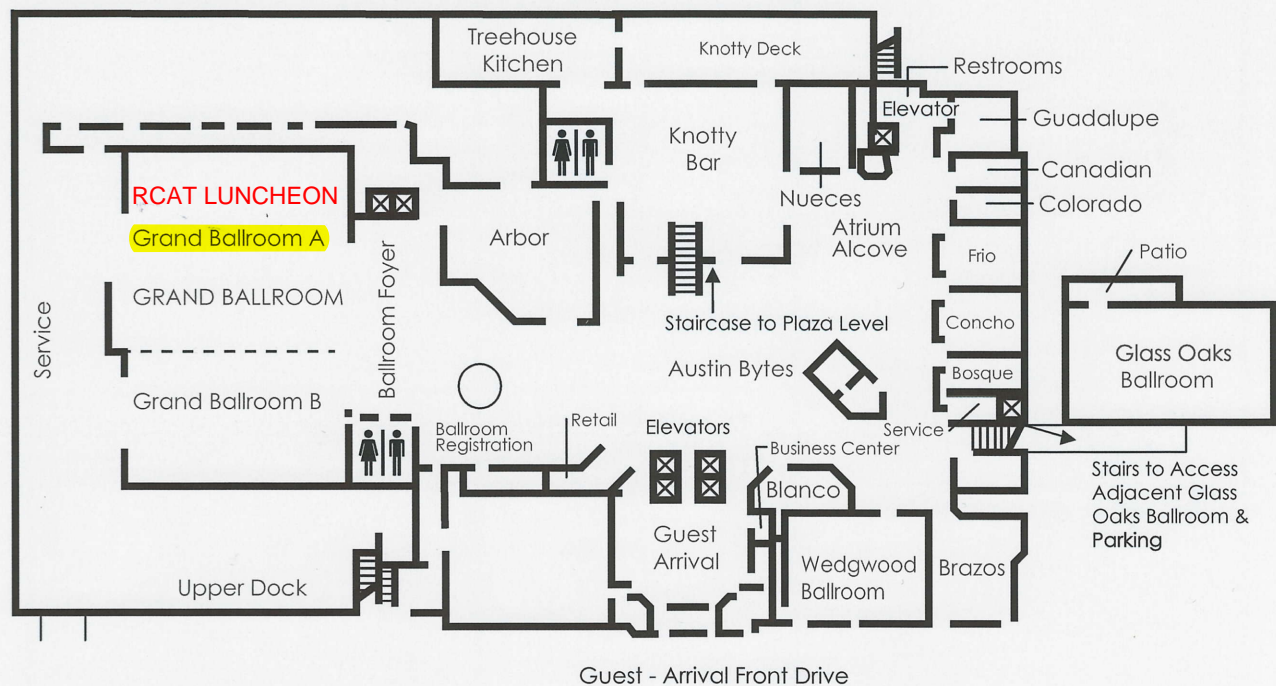 Treehouse
Kitchen
Knotty Deck
Restrooms
Elevator
Guadalupe
Knotty
Bar
Canadian
RCAT LUNCHEON
Nueces
Colorado
Grand Ballroom A
Arbor
Atrium
Alcove
Frio
Patio
GRAND BALLROOM
Ballroom Foyer
Service
Staircase to Plaza Level
Concho
Glass Oaks
Ballroom
Austin Bytes
Bosque
Grand Ballroom B
Ballroom
Registration
Retail
Elevators
Service
Business Center
Stairs to Access
Adjacent Glass
Oaks Ballroom &
Parking
Blanco
Guest
Arrival
Wedgwood
Ballroom
Brazos
Upper Dock
Guest - Arrival Front Drive